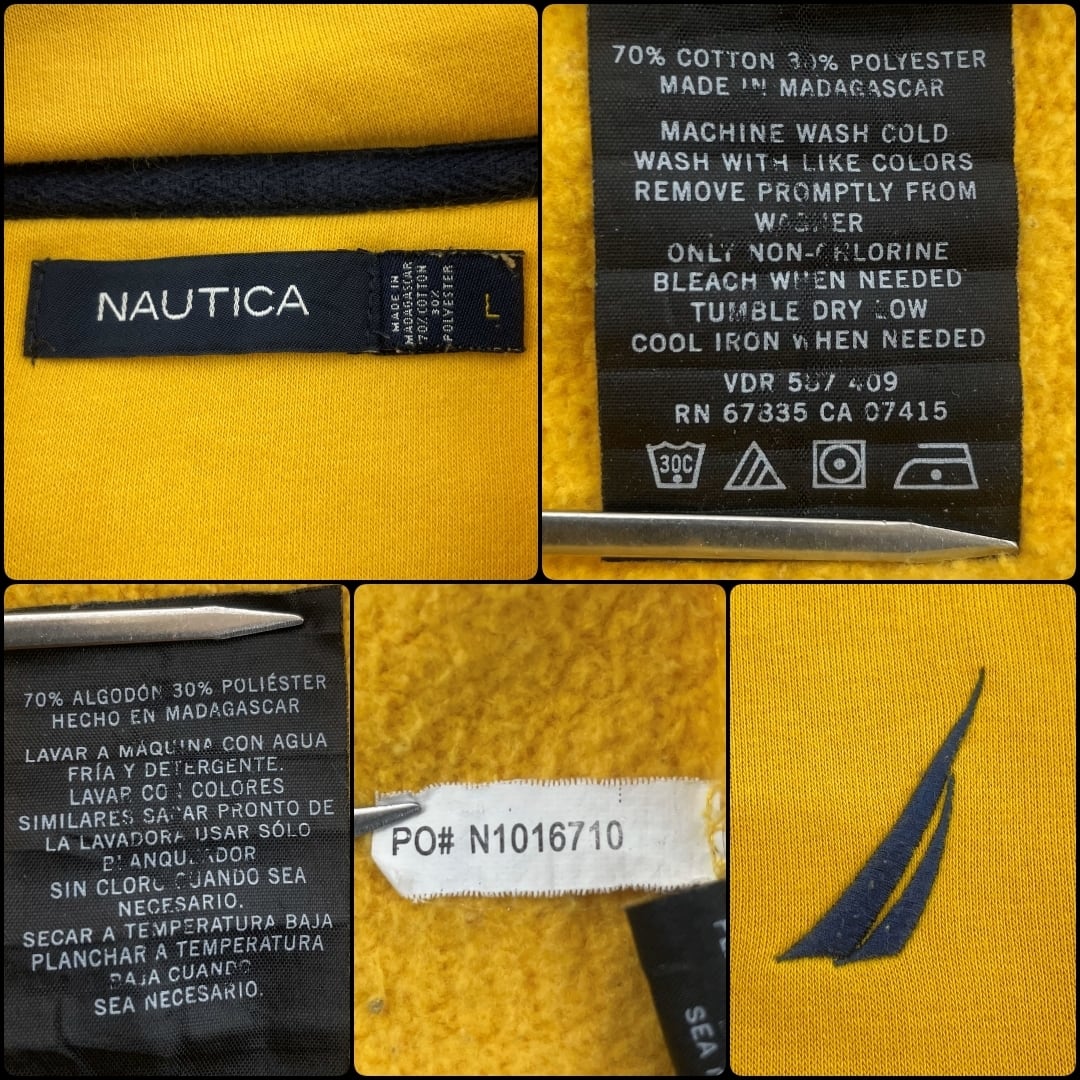 NAUTICA
MADE IN
MADAGASCAR
70% COTTON
30%
POLYESTER
L
70% COTTON 30% POLYESTER
MADE IN MADAGASCAR
MACHINE WASH COLD
WASH WITH LIKE COLORS
REMOVE PROMPTLY FROM
WASHER
ONLY NON-CHLORINE
BLEACH WHEN NEEDED
TUMBLE DRY LOW
COOL IRON WHEN NEEDED
VDR 409
RN 67835 CA 07415
30C
70% ALGODÓN 30% POLIÉSTER
HECHO EN MADAGASCAR
LAVAR A MÁQUINA CON AGUA
FRÍA Y DETERGENTE.
LAVAR CON COLORES
SIMILARES SACAR PRONTO DE
LA LAVADORA USAR SÓLO
BLANQUEADOR
SIN CLORO CUANDO SEA
NECESARIO.
SECAR A TEMPERATURA BAJA
PLANCHAR A TEMPERATURA
BAJA CUANDO
SEA NECESARIO.
PO# N1016710
SEA